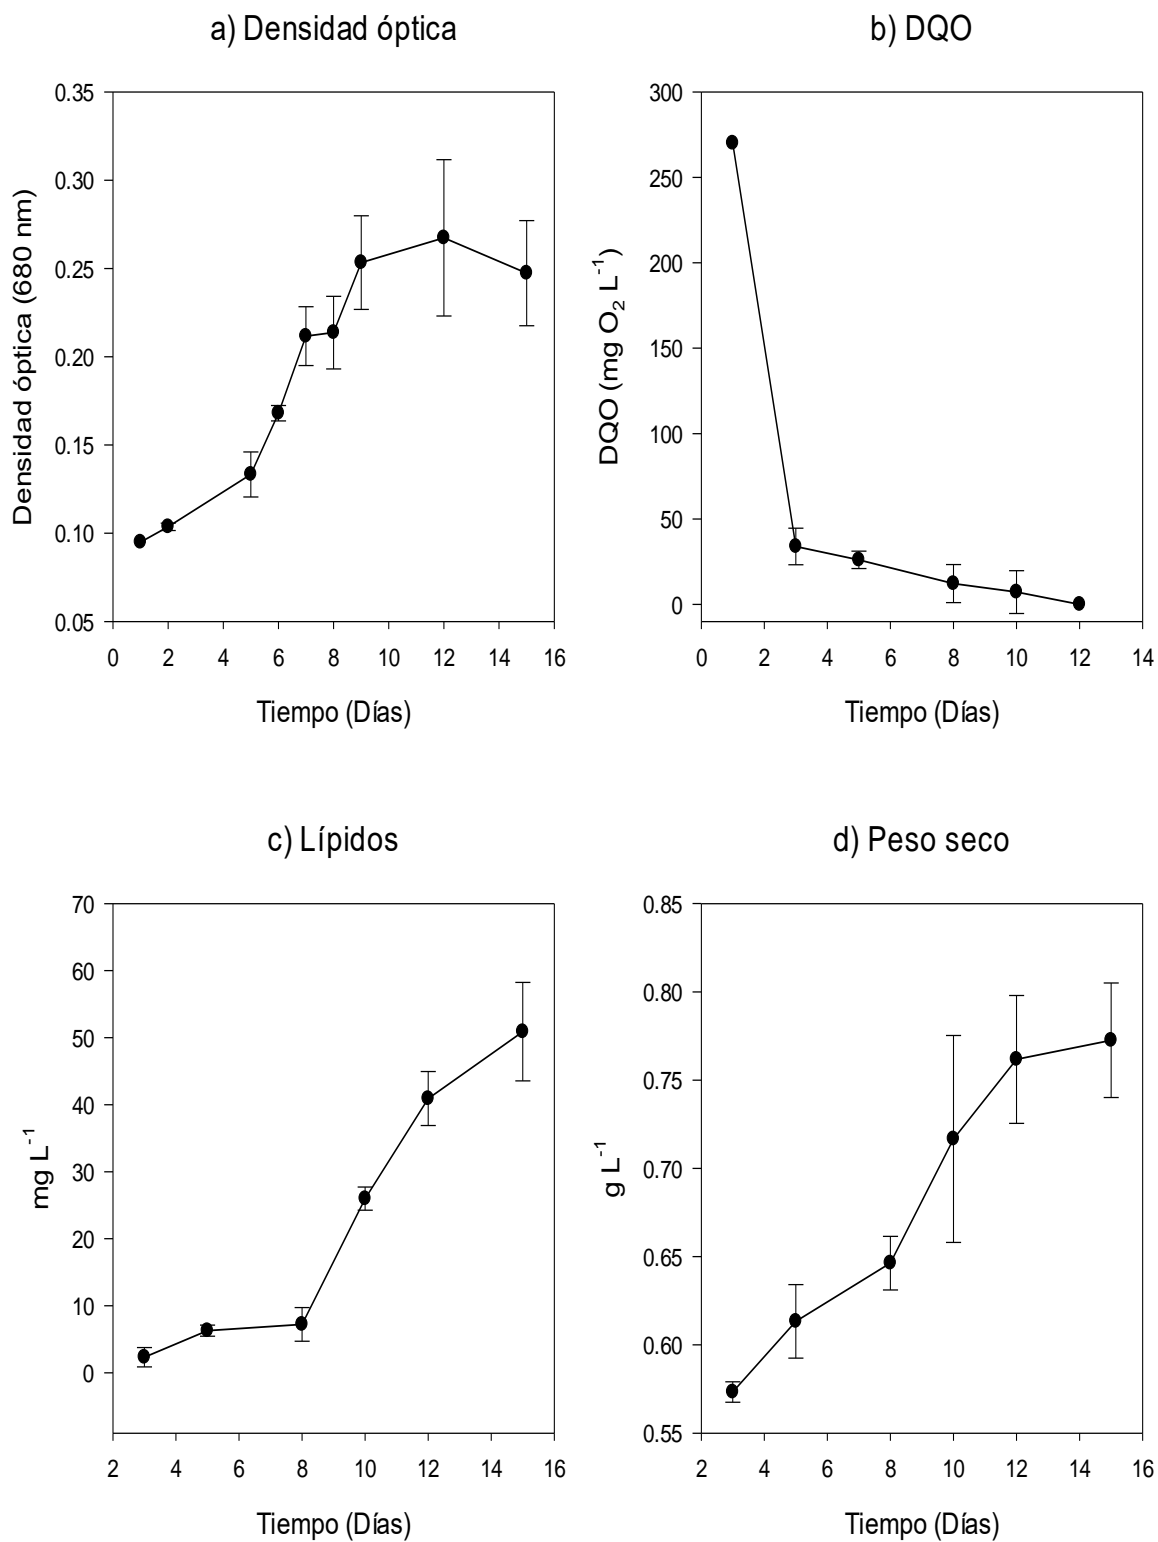 a) Densidad óptica
Densidad óptica (680 nm)
0.35
0.30
0.25
0.20
0.15
0.10
0.05
0 2 4 6 8 10 12 14 16
Tiempo (Días)
b) DQO
DQO (mg O₂ L⁻¹)
300
250
200
150
100
50
0
0 2 4 6 8 10 12 14
Tiempo (Días)
c) Lípidos
mg L⁻¹
70
60
50
40
30
20
10
0
2 4 6 8 10 12 14 16
Tiempo (Días)
d) Peso seco
g L⁻¹
0.85
0.80
0.75
0.70
0.65
0.60
0.55
2 4 6 8 10 12 14 16
Tiempo (Días)